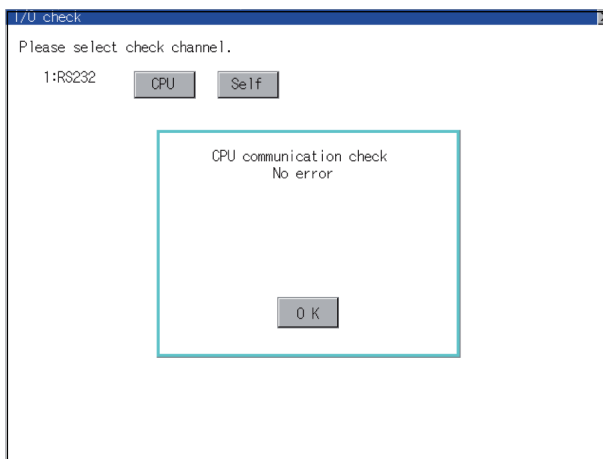 I/O check
Please select check channel.
1:RS232 CPU Self
CPU communication check
No error
OK